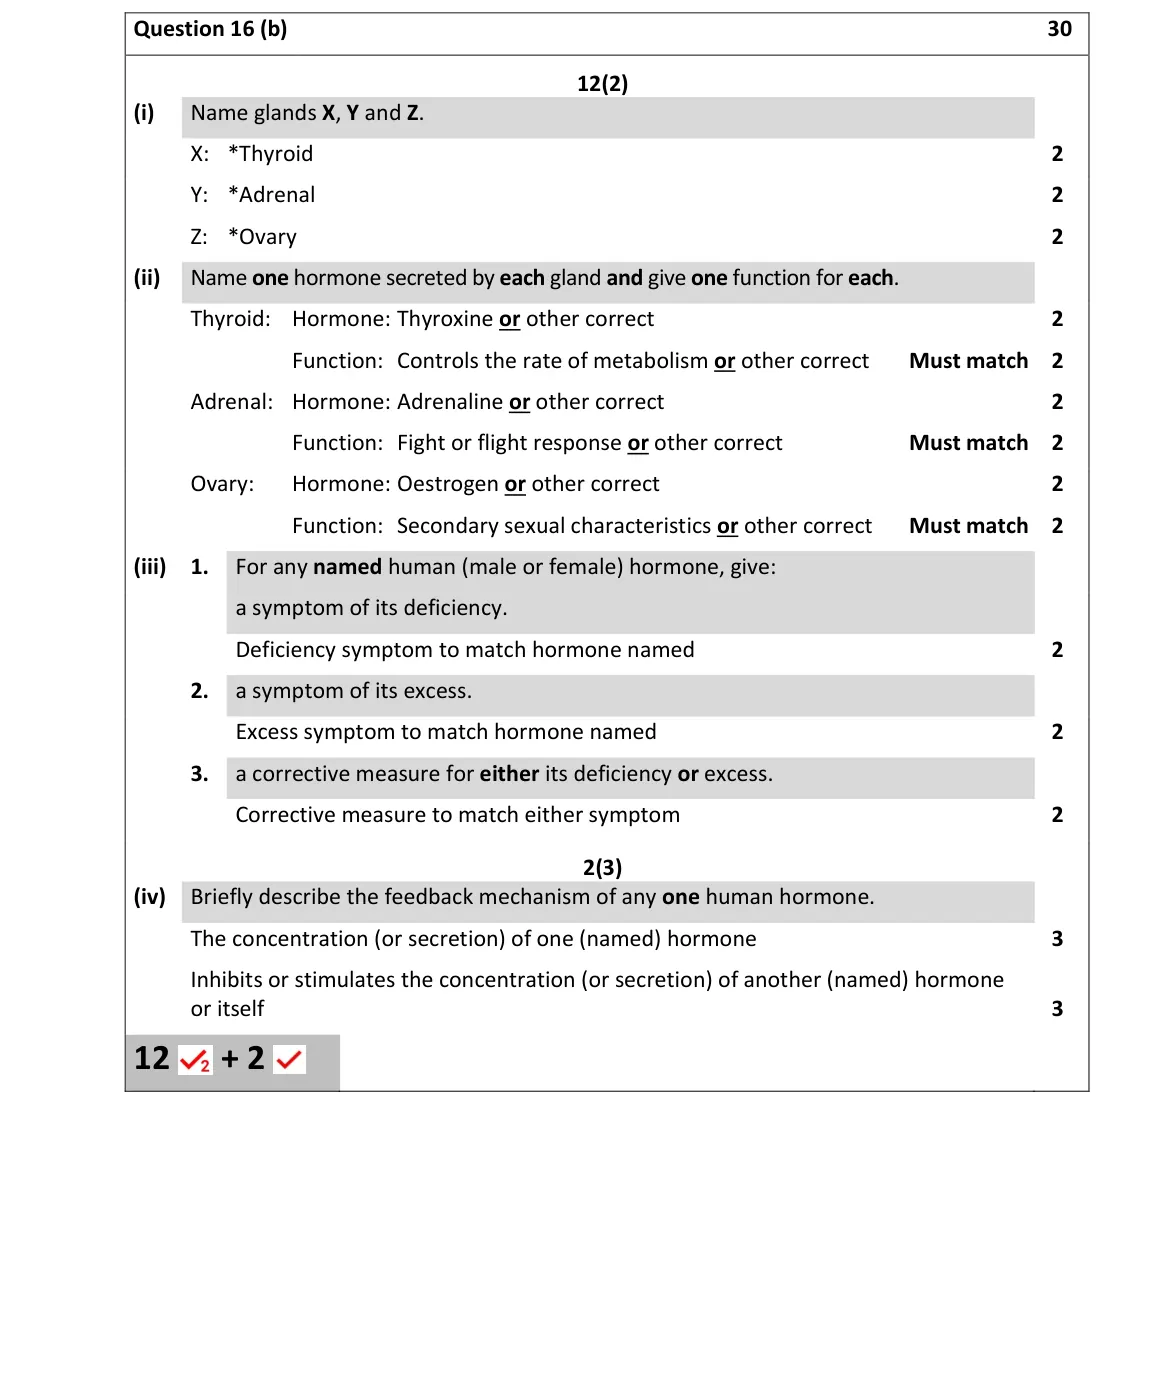 Question 16 (b) 30
12(2)
(i) Name glands X, Y and Z.
X: *Thyroid 2
Y: *Adrenal 2
Z: *Ovary 2
(ii) Name one hormone secreted by each gland and give one function for each.
Thyroid: Hormone: Thyroxine or other correct 2
Function: Controls the rate of metabolism or other correct Must match 2
Adrenal: Hormone: Adrenaline or other correct 2
Function: Fight or flight response or other correct Must match 2
Ovary: Hormone: Oestrogen or other correct 2
Function: Secondary sexual characteristics or other correct Must match 2
(iii) 1. For any named human (male or female) hormone, give:
a symptom of its deficiency.
Deficiency symptom to match hormone named 2
2. a symptom of its excess.
Excess symptom to match hormone named 2
3. a corrective measure for either its deficiency or excess.
Corrective measure to match either symptom 2
2(3)
(iv) Briefly describe the feedback mechanism of any one human hormone.
The concentration (or secretion) of one (named) hormone 3
Inhibits or stimulates the concentration (or secretion) of another (named) hormone
or itself 3
12 ✓2 + 2 ✓